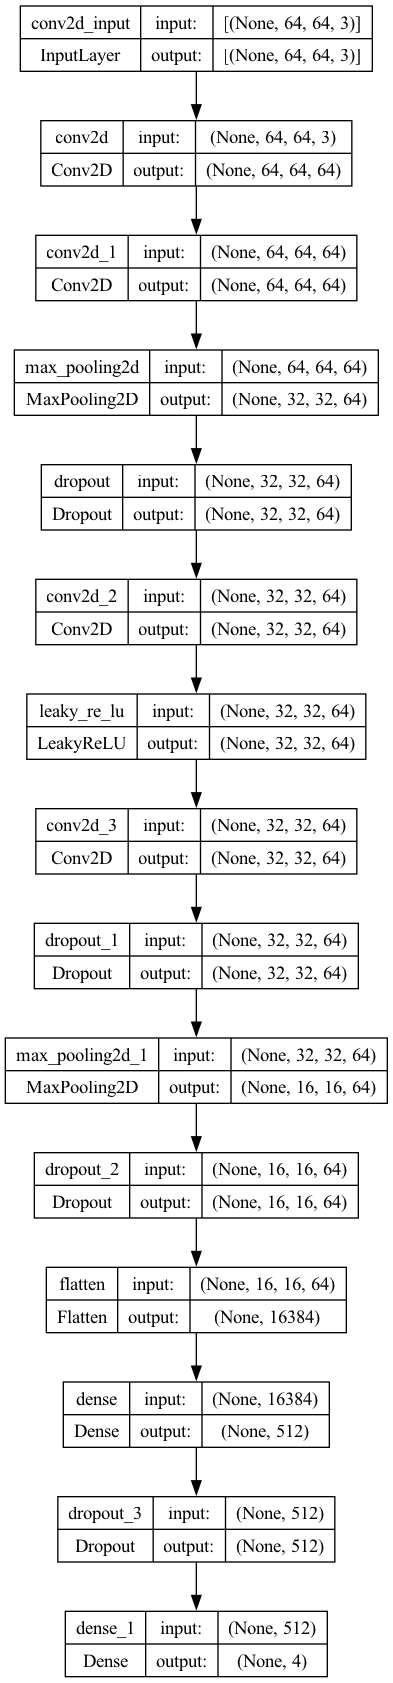 conv2d_input input: [(None, 64, 64, 3)]
InputLayer output: [(None, 64, 64, 3)]
conv2d input: (None, 64, 64, 3)
Conv2D output: (None, 64, 64, 64)
conv2d_1 input: (None, 64, 64, 64)
Conv2D output: (None, 64, 64, 64)
max_pooling2d input: (None, 64, 64, 64)
MaxPooling2D output: (None, 32, 32, 64)
dropout input: (None, 32, 32, 64)
Dropout output: (None, 32, 32, 64)
conv2d_2 input: (None, 32, 32, 64)
Conv2D output: (None, 32, 32, 64)
leaky_re_lu input: (None, 32, 32, 64)
LeakyReLU output: (None, 32, 32, 64)
conv2d_3 input: (None, 32, 32, 64)
Conv2D output: (None, 32, 32, 64)
dropout_1 input: (None, 32, 32, 64)
Dropout output: (None, 32, 32, 64)
max_pooling2d_1 input: (None, 32, 32, 64)
MaxPooling2D output: (None, 16, 16, 64)
dropout_2 input: (None, 16, 16, 64)
Dropout output: (None, 16, 16, 64)
flatten input: (None, 16, 16, 64)
Flatten output: (None, 16384)
dense input: (None, 16384)
Dense output: (None, 512)
dropout_3 input: (None, 512)
Dropout output: (None, 512)
dense_1 input: (None, 512)
Dense output: (None, 4)